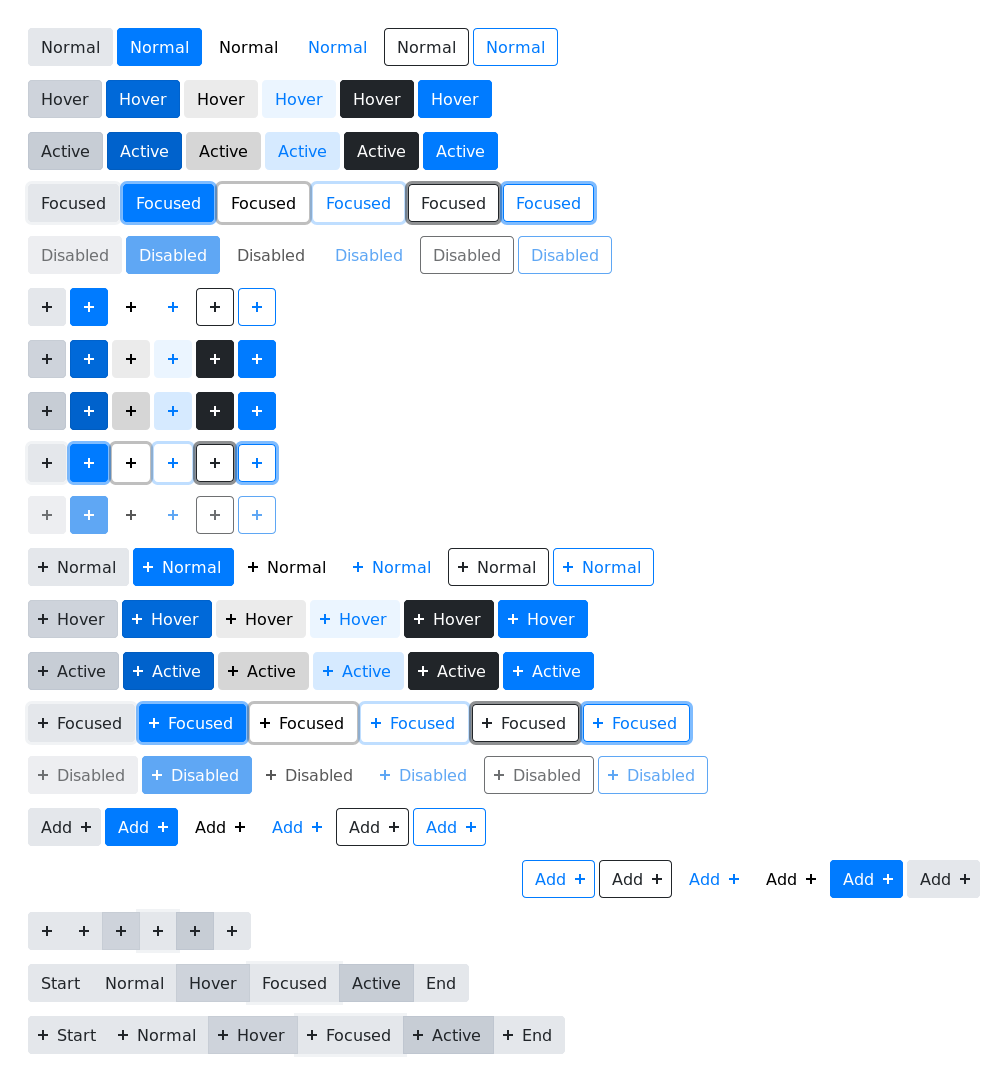 Normal Normal Normal Normal Normal Normal
Hover Hover Hover Hover Hover Hover
Active Active Active Active Active Active
Focused Focused Focused Focused Focused Focused
Disabled Disabled Disabled Disabled Disabled Disabled
+ + + + + +
+ + + + + +
+ + + + + +
+ + + + + +
+ + + + + +
+ Normal + Normal + Normal + Normal + Normal + Normal
+ Hover + Hover + Hover + Hover + Hover + Hover
+ Active + Active + Active + Active + Active + Active
+ Focused + Focused + Focused + Focused + Focused + Focused
+ Disabled + Disabled + Disabled + Disabled + Disabled + Disabled
Add + Add + Add + Add + Add + Add +
Add + Add + Add + Add + Add + Add +
+ + + + + +
Start Normal Hover Focused Active End
+ Start + Normal + Hover + Focused + Active + End